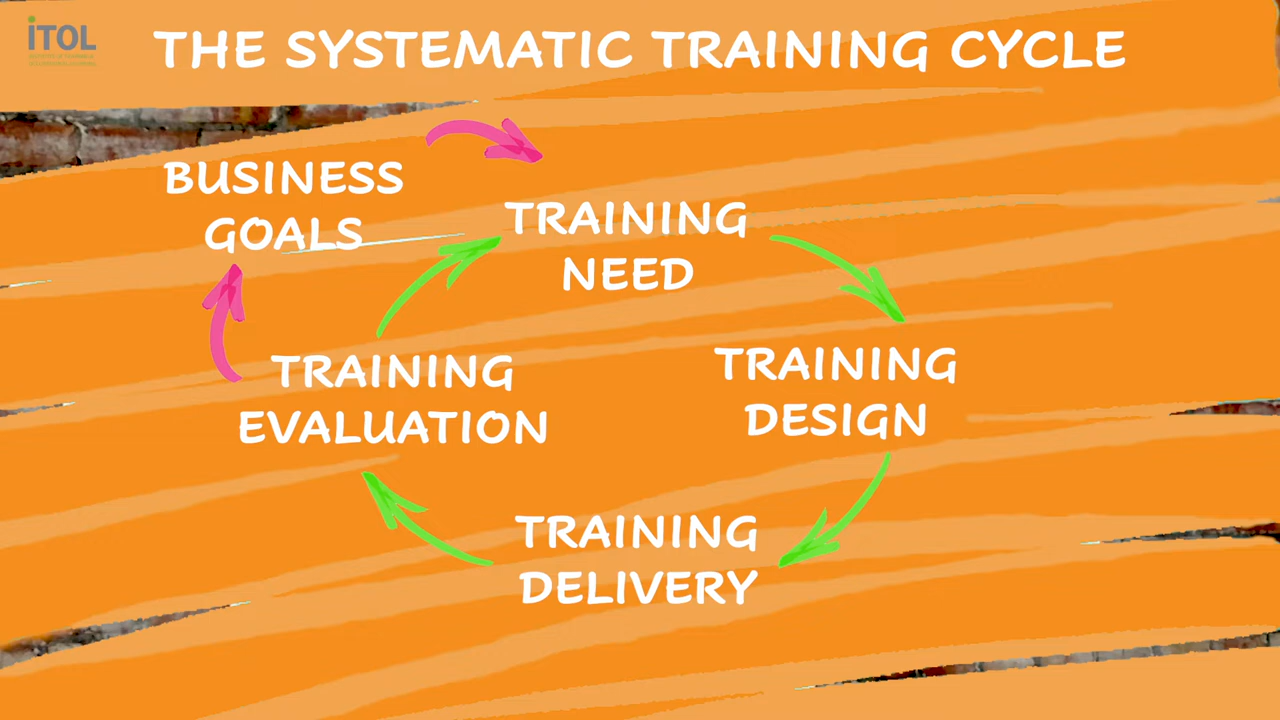 iTOL
THE SYSTEMATIC TRAINING CYCLE
BUSINESS
GOALS
TRAINING
NEED
TRAINING
DESIGN
TRAINING
DELIVERY
TRAINING
EVALUATION